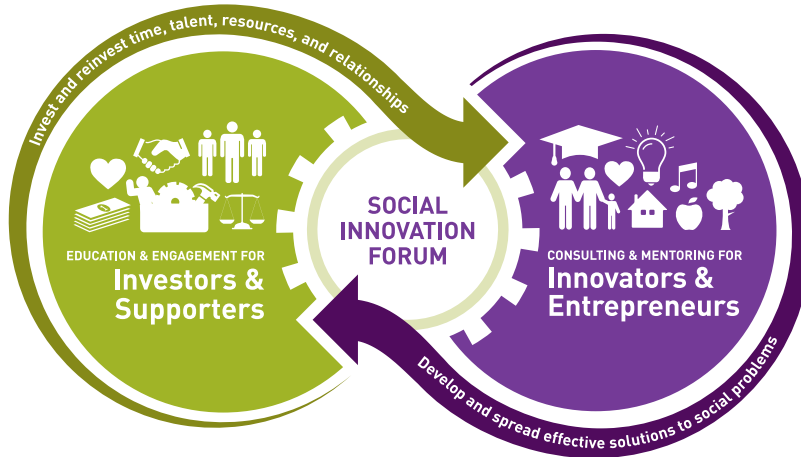 Invest and reinvest time, talent, resources, and relationships
EDUCATION & ENGAGEMENT FOR
Investors &
Supporters
SOCIAL
INNOVATION
FORUM
CONSULTING & MENTORING FOR
Innovators &
Entrepreneurs
Develop and spread effective solutions to social problems